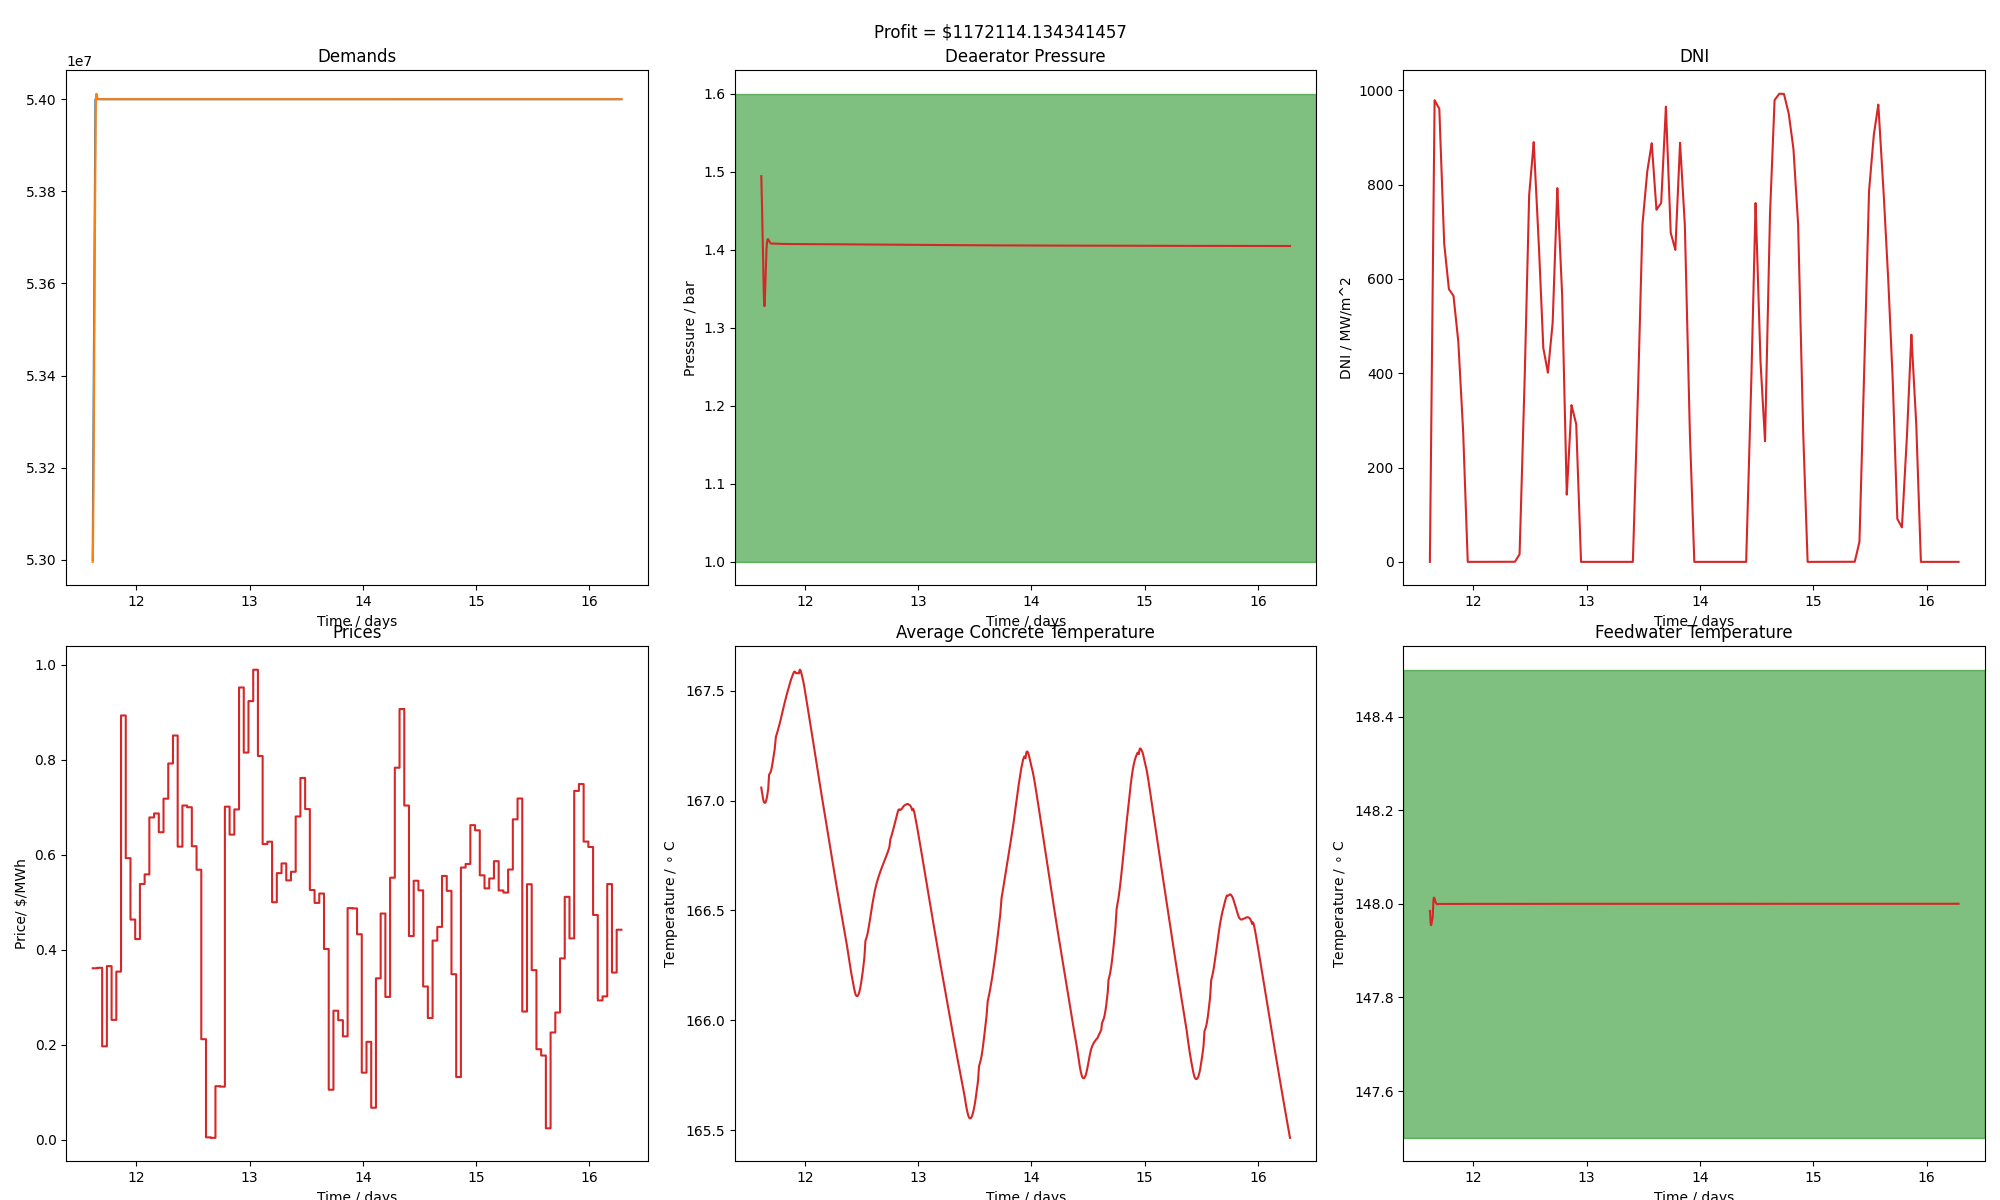 Profit = $1172114.134341457
Demands
1e7
5.40
5.38
5.36
5.34
5.32
5.30
12 13 14 15 16
Time / days
Deaerator Pressure
Pressure / bar
1.6
1.5
1.4
1.3
1.2
1.1
1.0
12 13 14 15 16
Time / days
DNI
DNI / MW/m^2
1000
800
600
400
200
0
12 13 14 15 16
Time / days
Prices
Price/ $/MWh
1.0
0.8
0.6
0.4
0.2
0.0
12 13 14 15 16
Time / days
Average Concrete Temperature
Temperature / ∘ C
167.5
167.0
166.5
166.0
165.5
12 13 14 15 16
Time / days
Feedwater Temperature
Temperature / ∘ C
148.4
148.2
148.0
147.8
147.6
12 13 14 15 16
Time / days